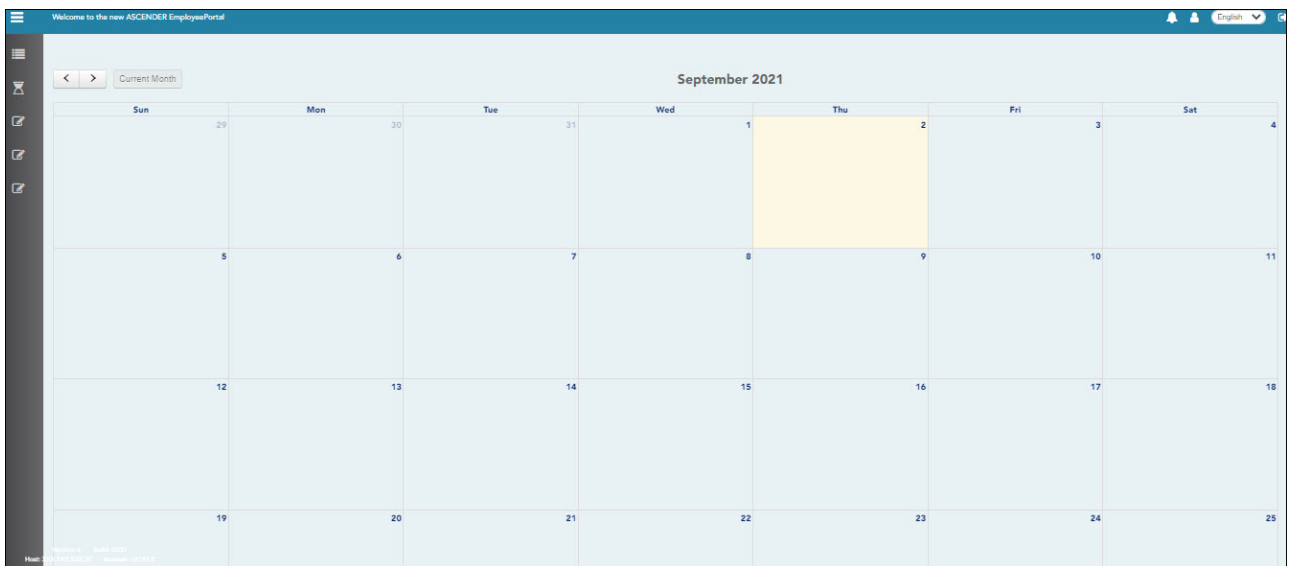 Welcome to the new ASCENDER EmployeePortal English
Current Month September 2021
Sun Mon Tue Wed Thu Fri Sat
29 30 31 1 2 3 4
5 6 7 8 9 10 11
12 13 14 15 16 17 18
19 20 21 22 23 24 25
Host: